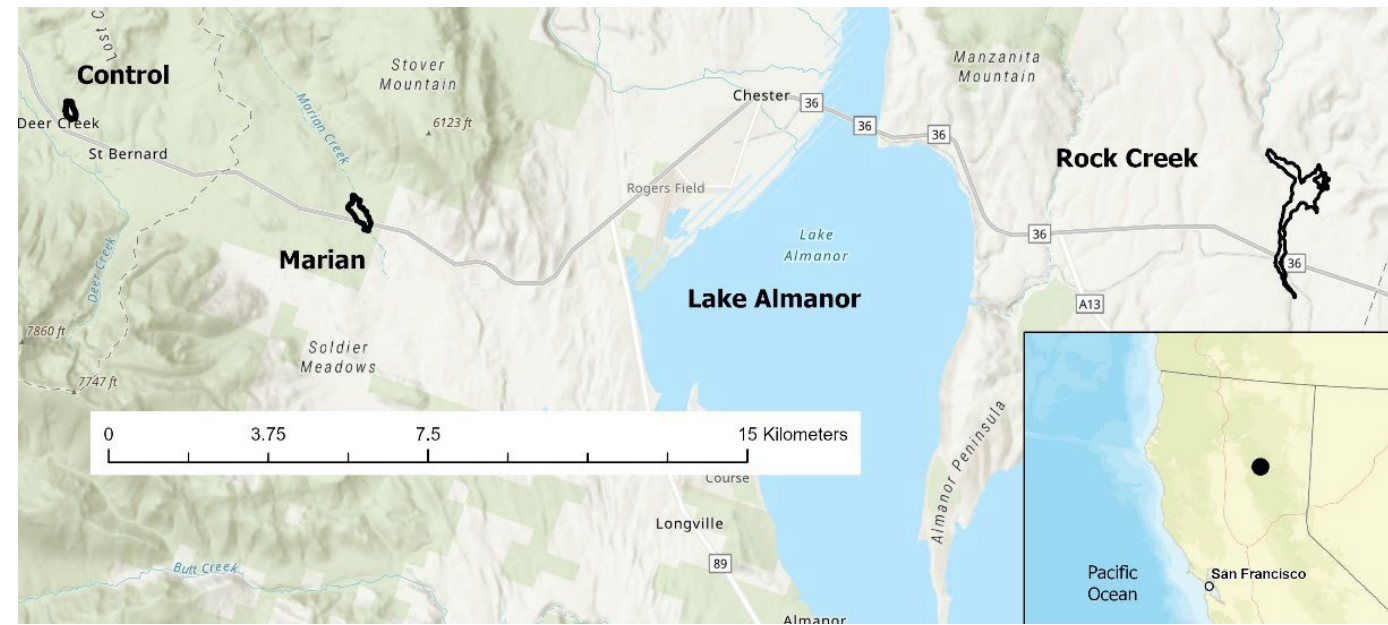 Lost C
Control
Deer Creek
St Bernard
Marian Creek
Stover
Mountain
6123 ft
Chester
36
36
36
Manzanita
Mountain
Rock Creek
Rogers Field
Marian
Lake
Almanor
Lake Almanor
36
36
A13
Deer Creek
7860 ft
7747 ft
Soldier
Meadows
0
3.75
7.5
15 Kilometers
Course
Longville
89
Almanor Peninsula
Butt Creek
Almanor
Pacific
Ocean
San Francisco